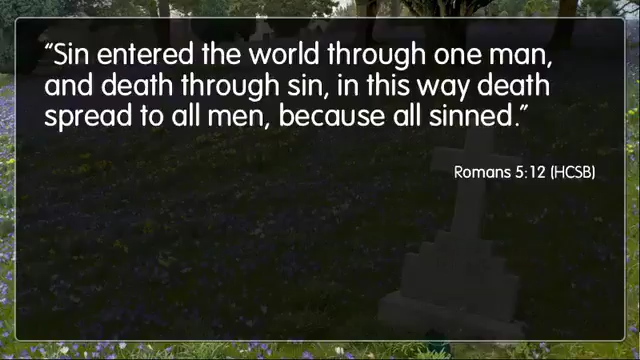 “Sin entered the world through one man,
and death through sin, in this way death
spread to all men, because all sinned.”
Romans 5:12 (HCSB)